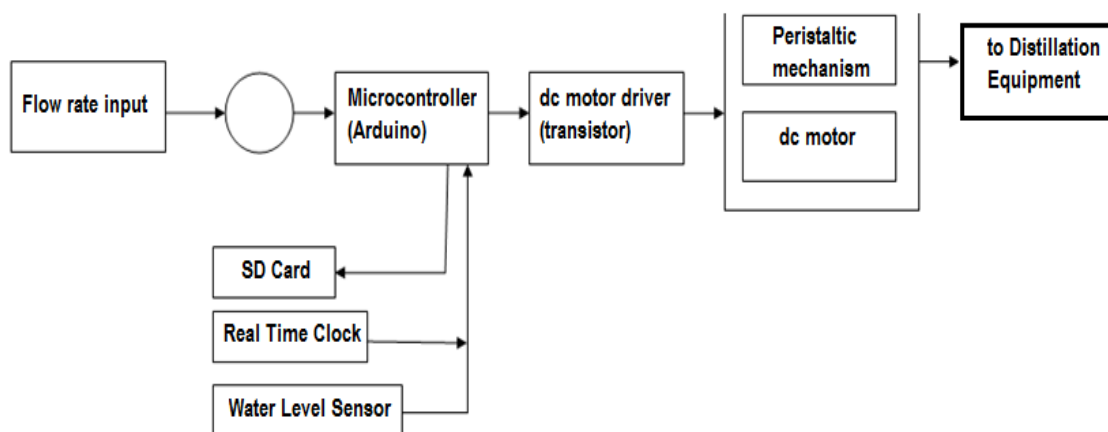 Flow rate input
Microcontroller
(Arduino)
dc motor driver
(transistor)
Peristaltic
mechanism
dc motor
to Distillation
Equipment
SD Card
Real Time Clock
Water Level Sensor